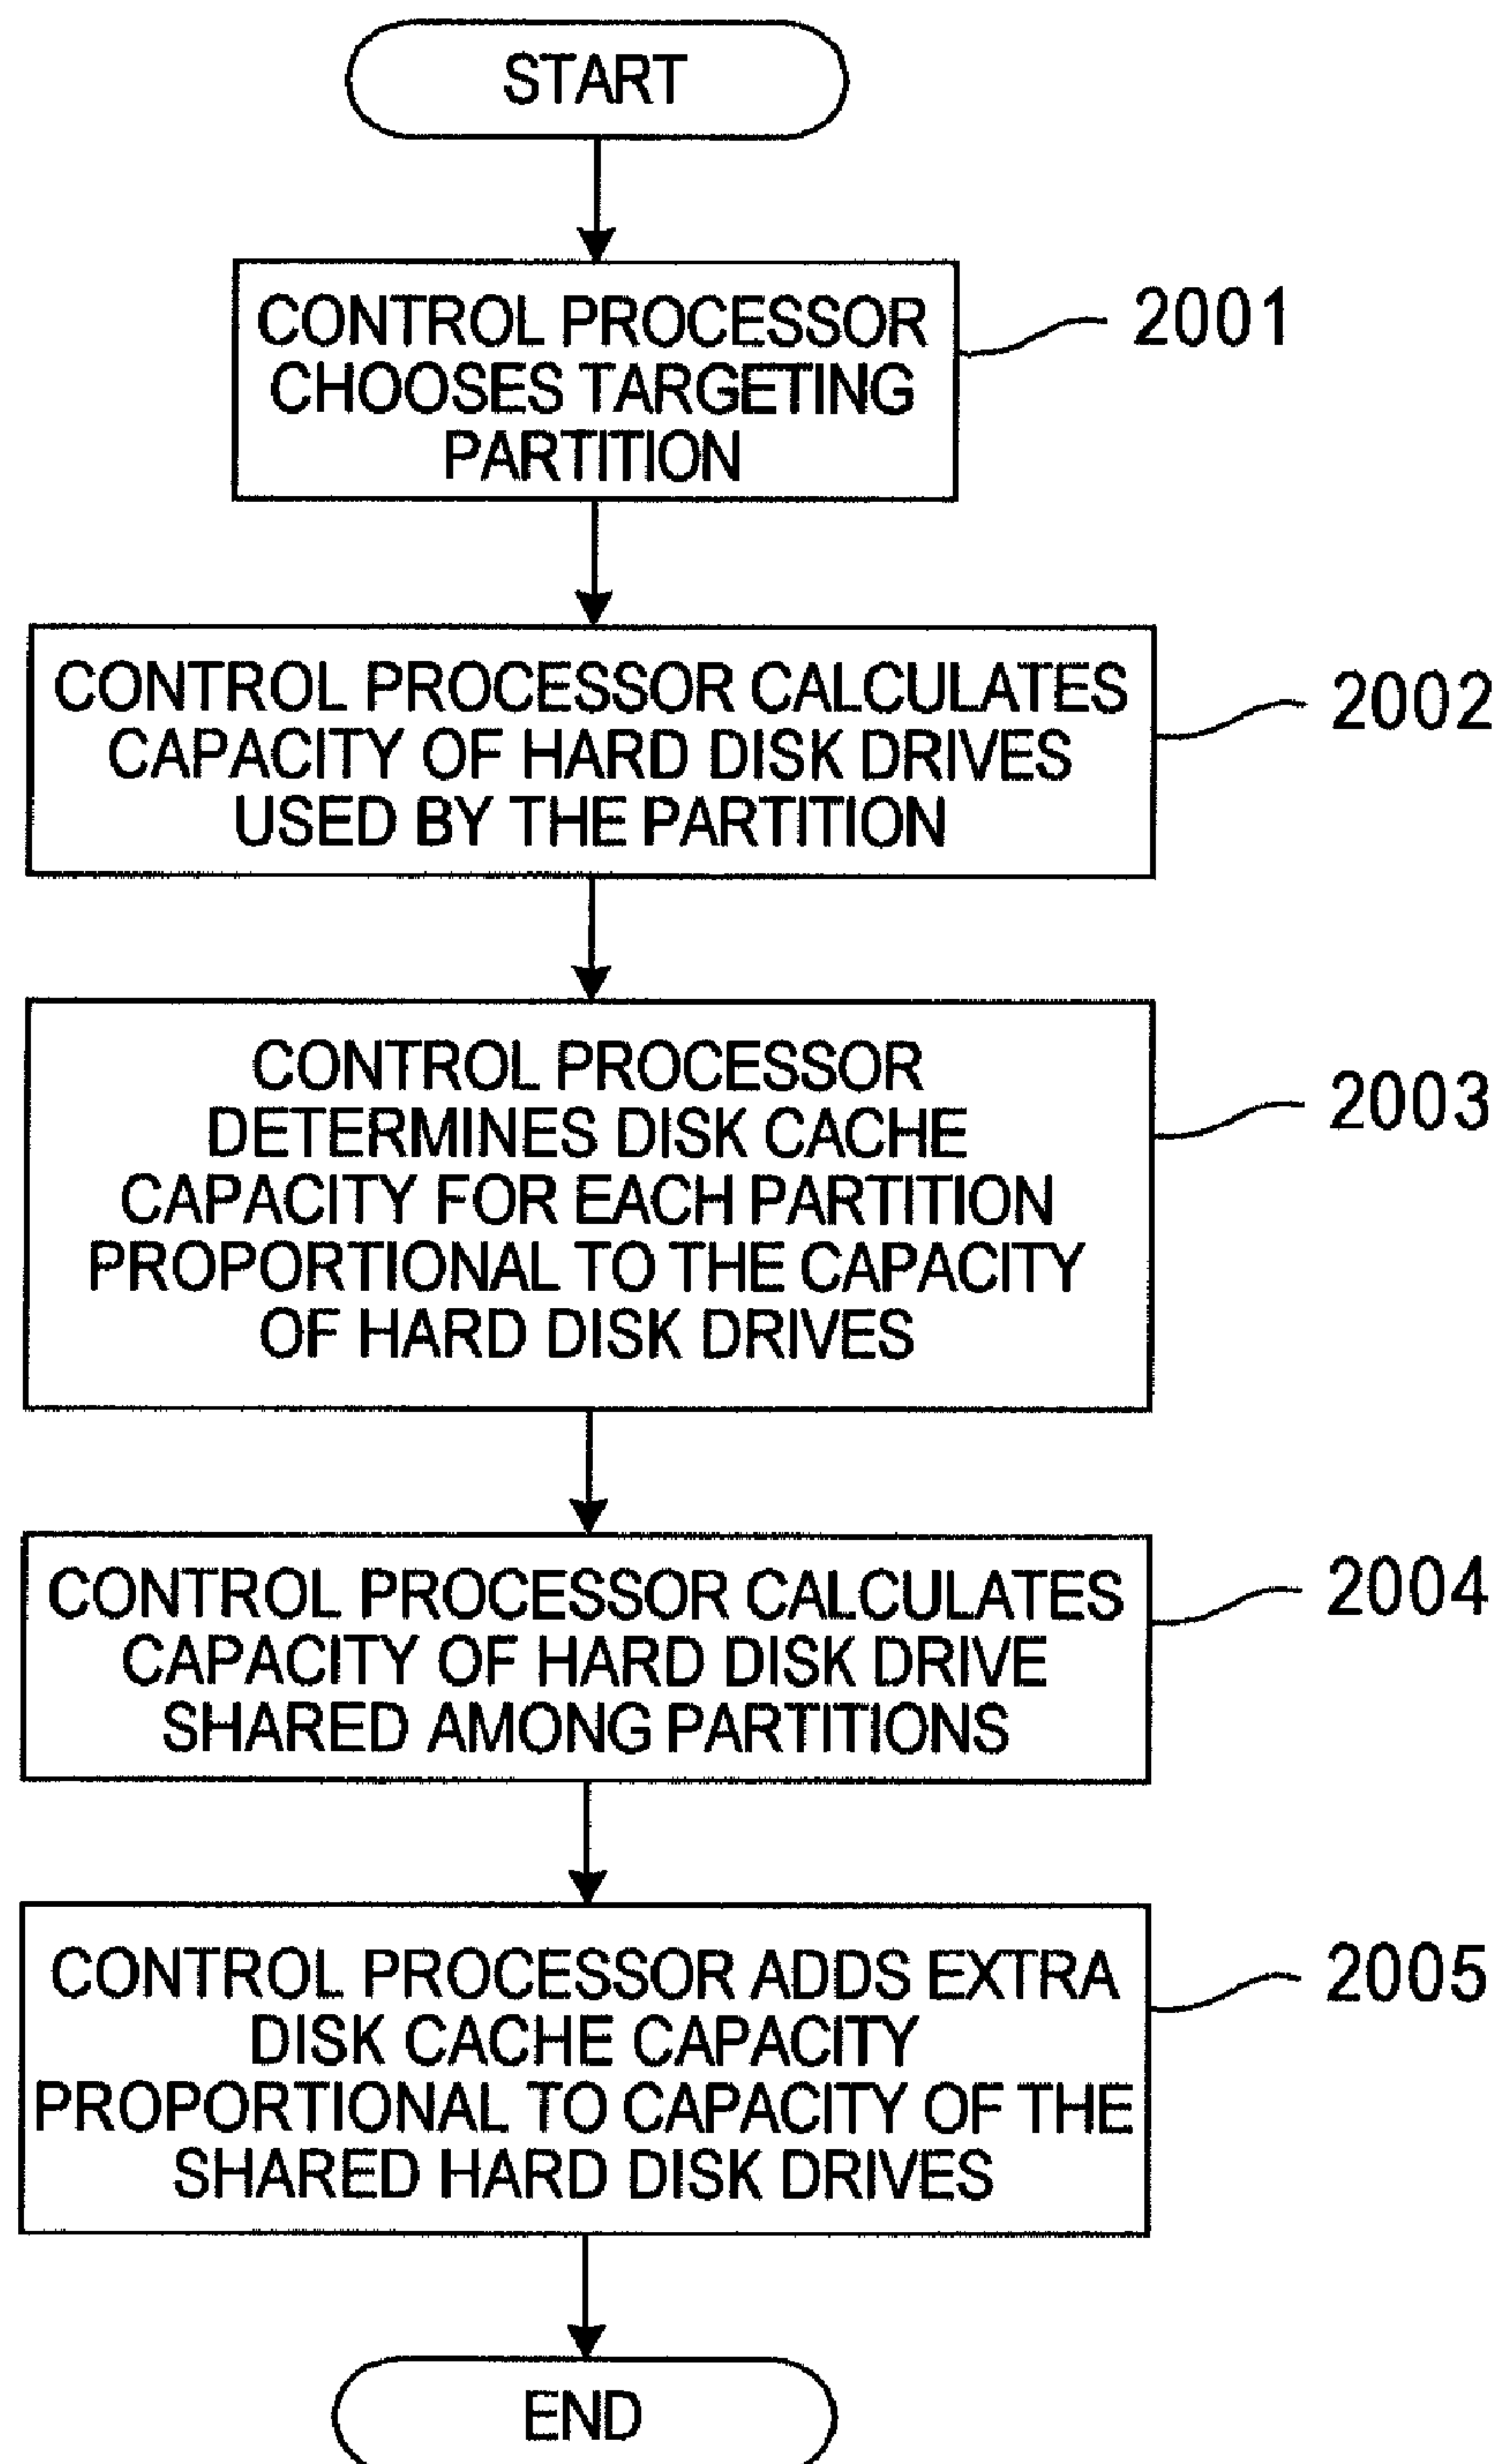 START
CONTROL PROCESSOR
CHOOSES TARGETING
PARTITION
2001
CONTROL PROCESSOR CALCULATES
CAPACITY OF HARD DISK DRIVES
USED BY THE PARTITION
2002
CONTROL PROCESSOR
DETERMINES DISK CACHE
CAPACITY FOR EACH PARTITION
PROPORTIONAL TO THE CAPACITY
OF HARD DISK DRIVES
2003
CONTROL PROCESSOR CALCULATES
CAPACITY OF HARD DISK DRIVE
SHARED AMONG PARTITIONS
2004
CONTROL PROCESSOR ADDS EXTRA
DISK CACHE CAPACITY
PROPORTIONAL TO CAPACITY OF THE
SHARED HARD DISK DRIVES
2005
END